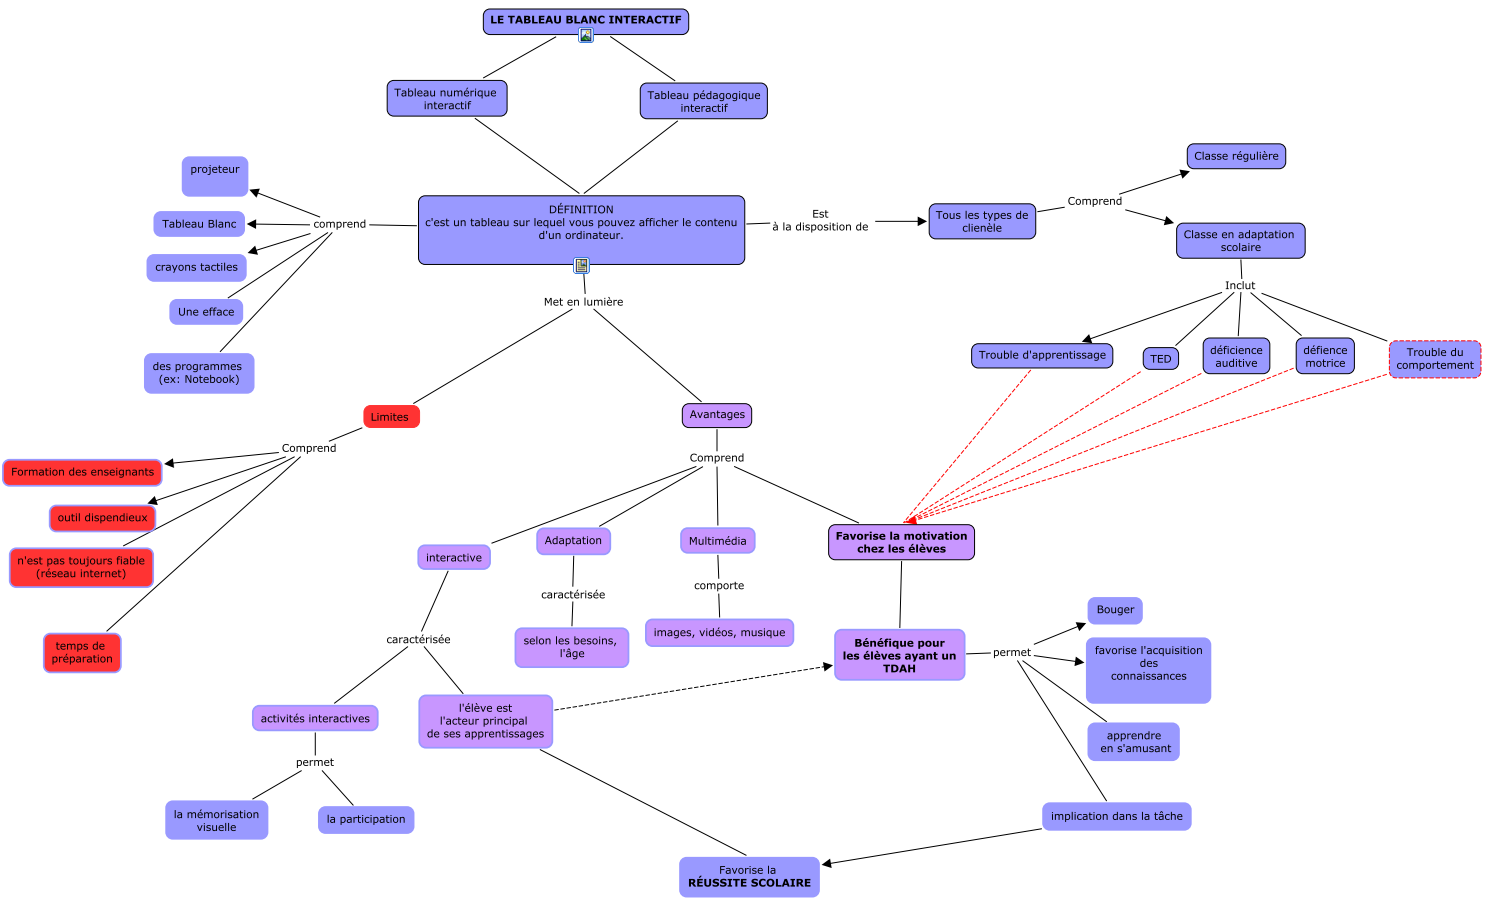 LE TABLEAU BLANC INTERACTIF
Tableau numérique
interactif
Tableau pédagogique
interactif
DÉFINITION
c'est un tableau sur lequel vous pouvez afficher le contenu
d'un ordinateur.
comprend
projeteur
Tableau Blanc
crayons tactiles
Une efface
des programmes
(ex: Notebook)
Est
à la disposition de
Tous les types de
clienèle
Comprend
Classe régulière
Classe en adaptation
scolaire
Inclut
Trouble d'apprentissage
TED
déficience
auditive
défience
motrice
Trouble du
comportement
Met en lumière
Limites
Comprend
Formation des enseignants
outil dispendieux
n'est pas toujours fiable
(réseau internet)
temps de
préparation
Avantages
Comprend
interactive
Adaptation
Multimédia
Favorise la motivation
chez les élèves
caractérisée
selon les besoins,
l'âge
comporte
images, vidéos, musique
caractérisée
activités interactives
permet
la mémorisation
visuelle
la participation
l'élève est
l'acteur principal
de ses apprentissages
Bénéfique pour
les élèves ayant un
TDAH
permet
Bouger
favorise l'acquisition
des
connaissances
apprendre
en s'amusant
implication dans la tâche
Favorise la
RÉUSSITE SCOLAIRE